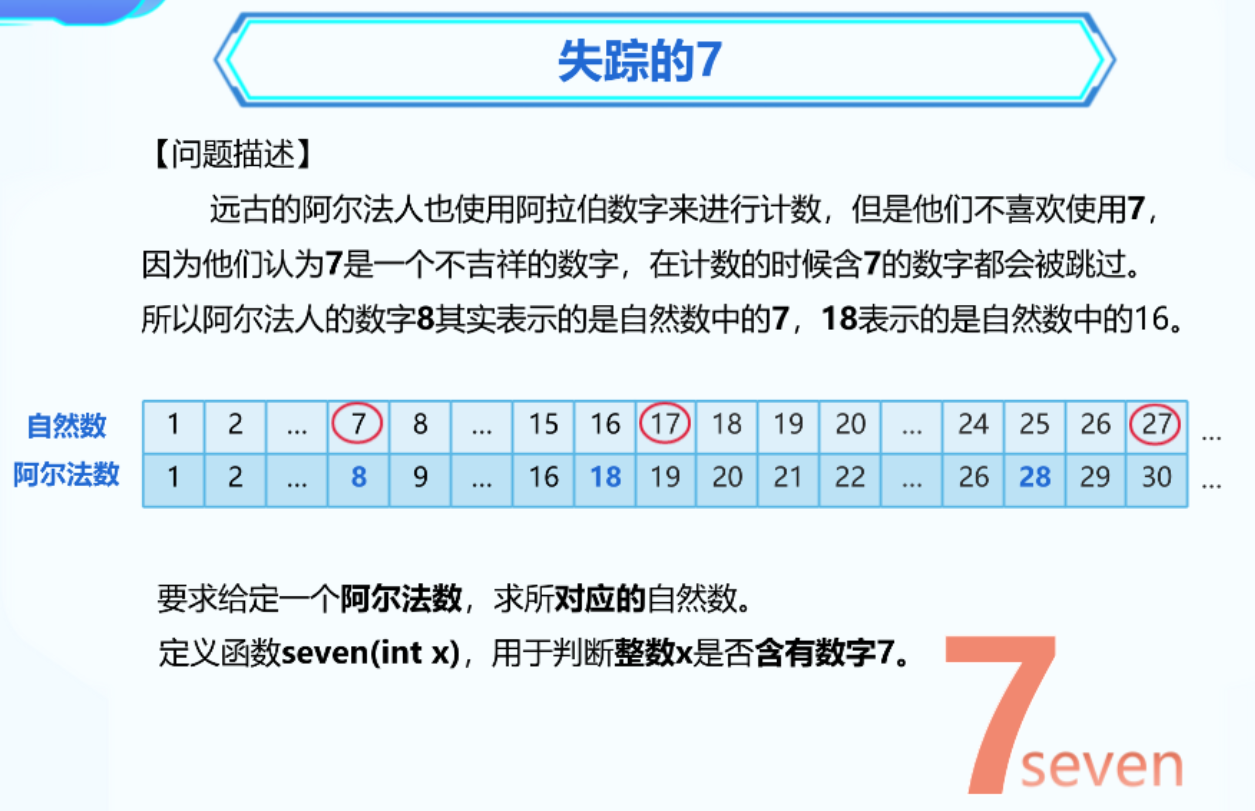 失踪的7
【问题描述】
远古的阿尔法人也使用阿拉伯数字来进行计数，但是他们不喜欢使用7，
因为他们认为7是一个不吉祥的数字，在计数的时候含7的数字都会被跳过。
所以阿尔法人的数字8其实表示的是自然数中的7，18表示的是自然数中的16。
自然数 1 2 ... 7 8 ... 15 16 17 18 19 20 ... 24 25 26 27 ...
阿尔法数 1 2 ... 8 9 ... 16 18 19 20 21 22 ... 26 28 29 30 ...
要求给定一个阿尔法数，求所对应的自然数。
定义函数seven(int x)，用于判断整数x是否含有数字7。
7seven